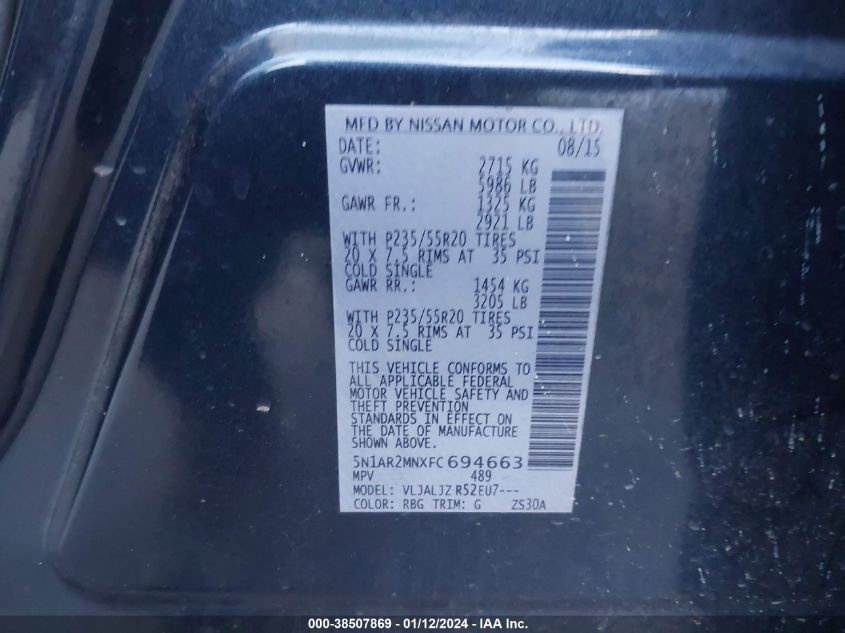 MFD BY NISSAN MOTOR CO., LTD.
DATE: 08/15
GVWR: 2715 KG
5986 LB
GAWR FR.: 1325 KG
2921 LB
WITH P235/55R20 TIRES
20 X 7.5 RIMS AT 35 PSI
COLD SINGLE
GAWR RR.: 1454 KG
3205 LB
WITH P235/55R20 TIRES
20 X 7.5 RIMS AT 35 PSI
COLD SINGLE
THIS VEHICLE CONFORMS TO
ALL APPLICABLE FEDERAL
MOTOR VEHICLE SAFETY AND
THEFT PREVENTION
STANDARDS IN EFFECT ON
THE DATE OF MANUFACTURE
SHOWN ABOVE.
5N1AR2MNXFC694663
MPV 489
MODEL: VLJALJZ R52EU7---
COLOR: RBG TRIM: G ZS30A
000-38507869 - 01/12/2024 - IAA Inc.